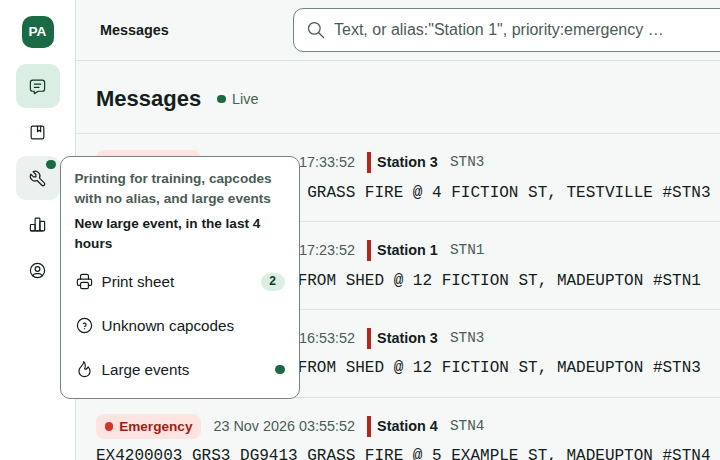 PA
Messages
Text, or alias:"Station 1", priority:emergency …
Messages
Live
17:33:52 Station 3 STN3
GRASS FIRE @ 4 FICTION ST, TESTVILLE #STN3
Printing for training, capcodes
with no alias, and large events
New large event, in the last 4
hours
Print sheet 2
Unknown capcodes
Large events
17:23:52 Station 1 STN1
FROM SHED @ 12 FICTION ST, MADEUPTON #STN1
16:53:52 Station 3 STN3
FROM SHED @ 12 FICTION ST, MADEUPTON #STN3
Emergency 23 Nov 2026 03:55:52 Station 4 STN4
EX4200003 GRS3 DG9413 GRASS FIRE @ 5 EXAMPLE ST, MADEUPTON #STN4